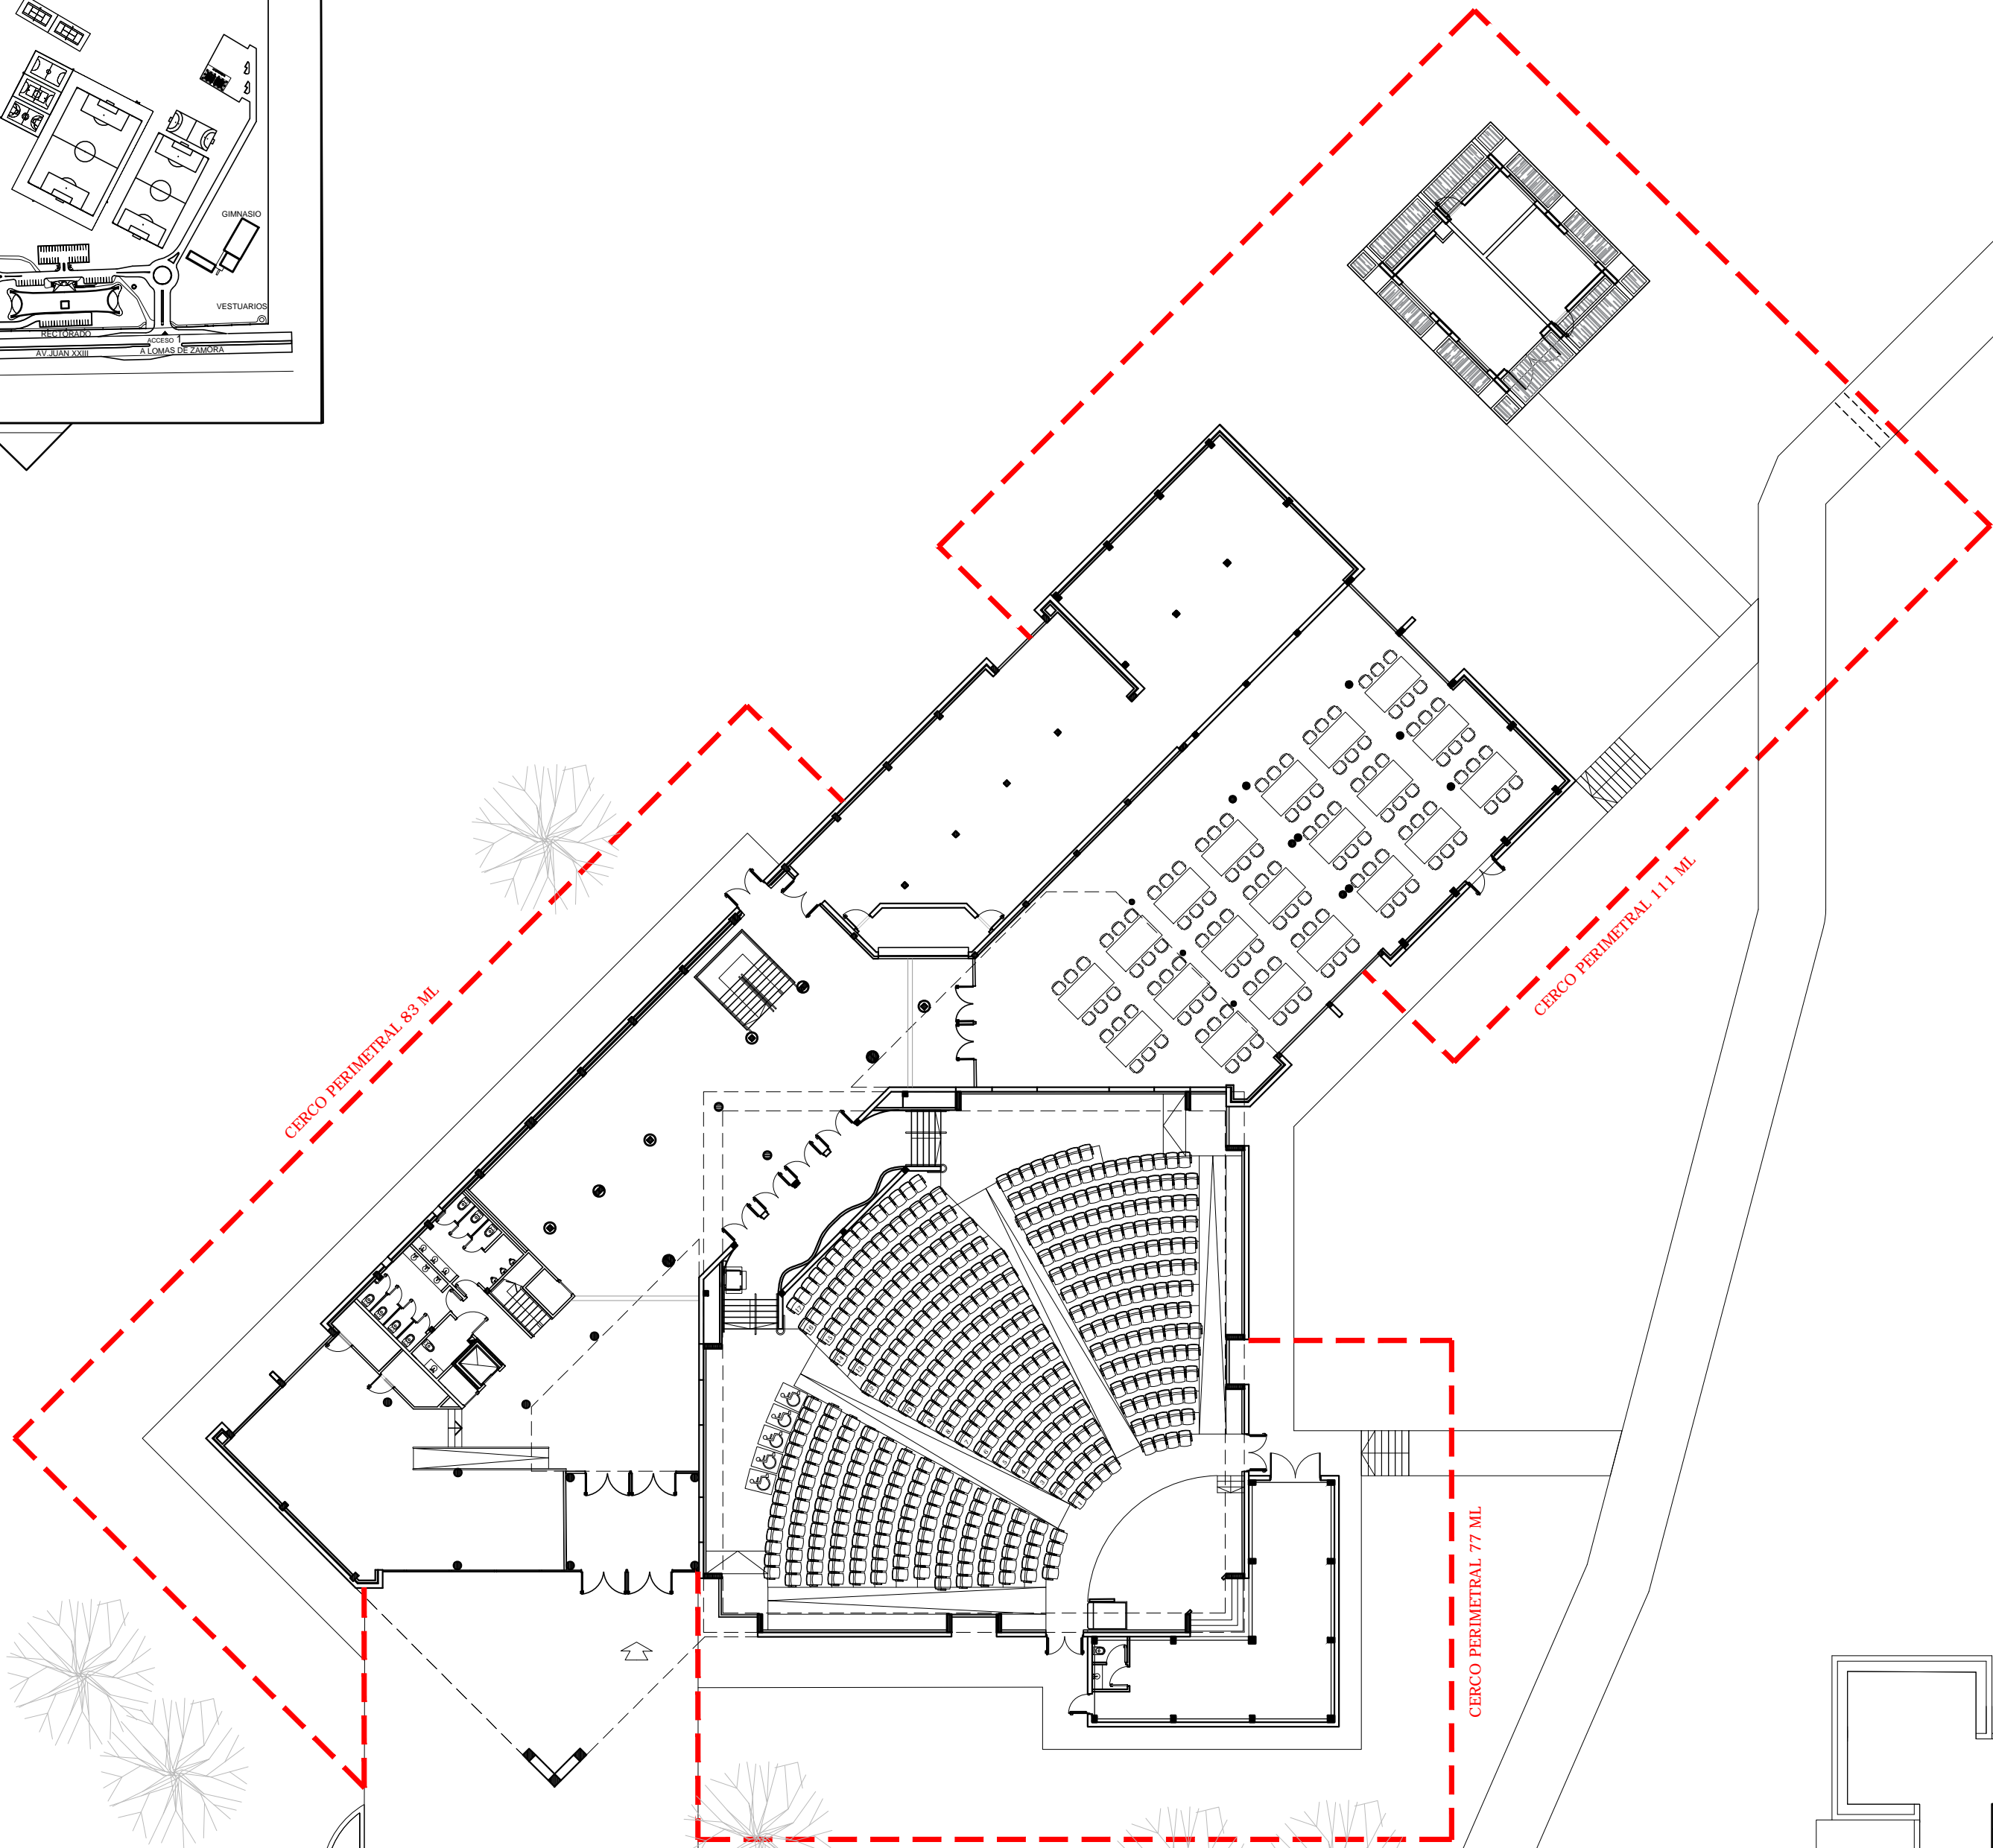 GIMNASIO
VESTUARIOS
RECTORADO
ACCESO 1
AV.JUAN XXIII
A LOMAS DE ZAMORA
CERCO PERIMETRAL 111 ML
CERCO PERIMETRAL 83 ML
CERCO PERIMETRAL 77 ML